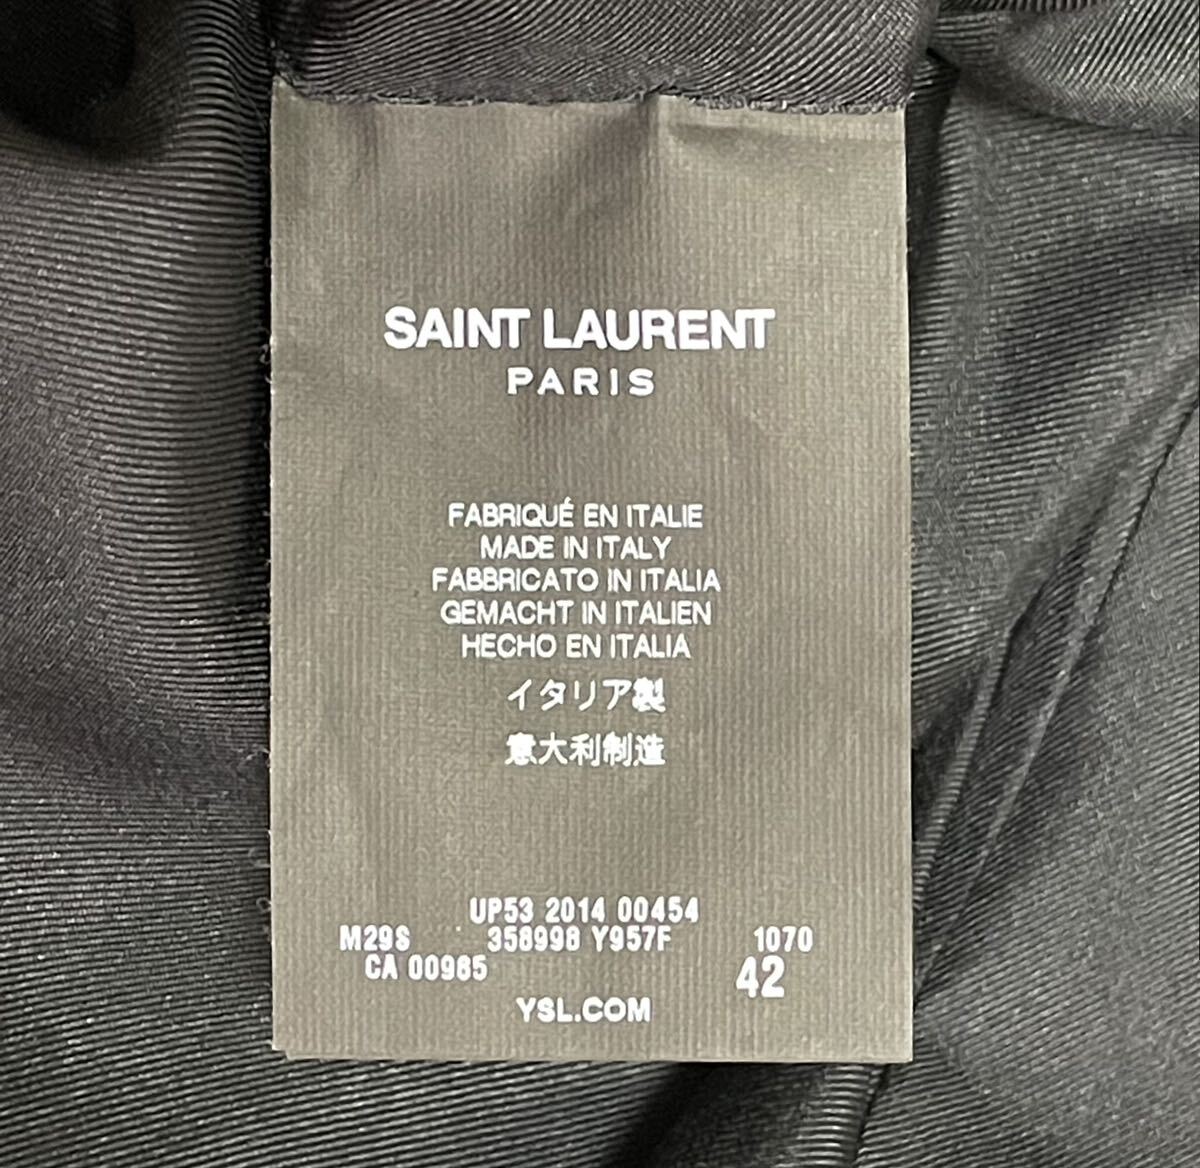 SAINT LAURENT
PARIS
FABRIQUÉ EN ITALIE
MADE IN ITALY
FABBRICATO IN ITALIA
GEMACHT IN ITALIEN
HECHO EN ITALIA
イタリア製
意大利制造
UP53 2014 00454
M29S 358998 Y957F 1070
CA 00985 42
YSL.COM